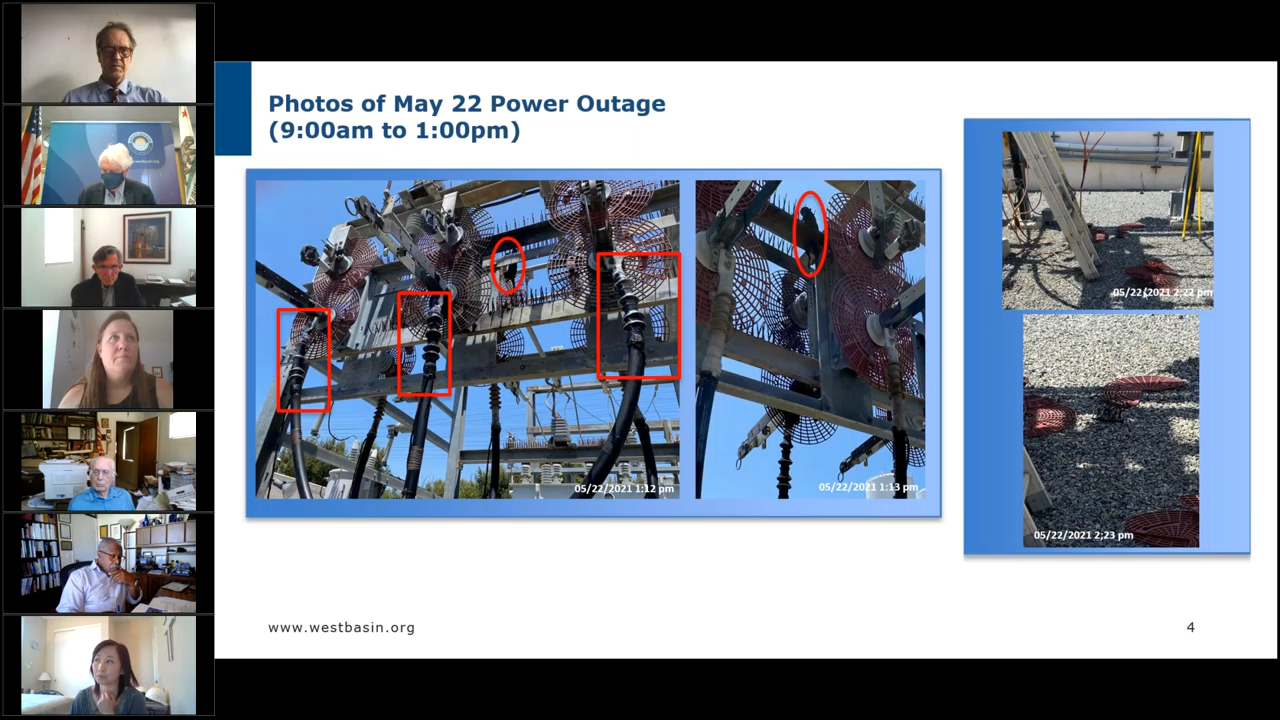 Photos of May 22 Power Outage
(9:00am to 1:00pm)
05/22/2021 1:12 pm
05/22/2021 1:13 pm
05/22/2021 2:22 pm
05/22/2021 2:23 pm
www.westbasin.org
4